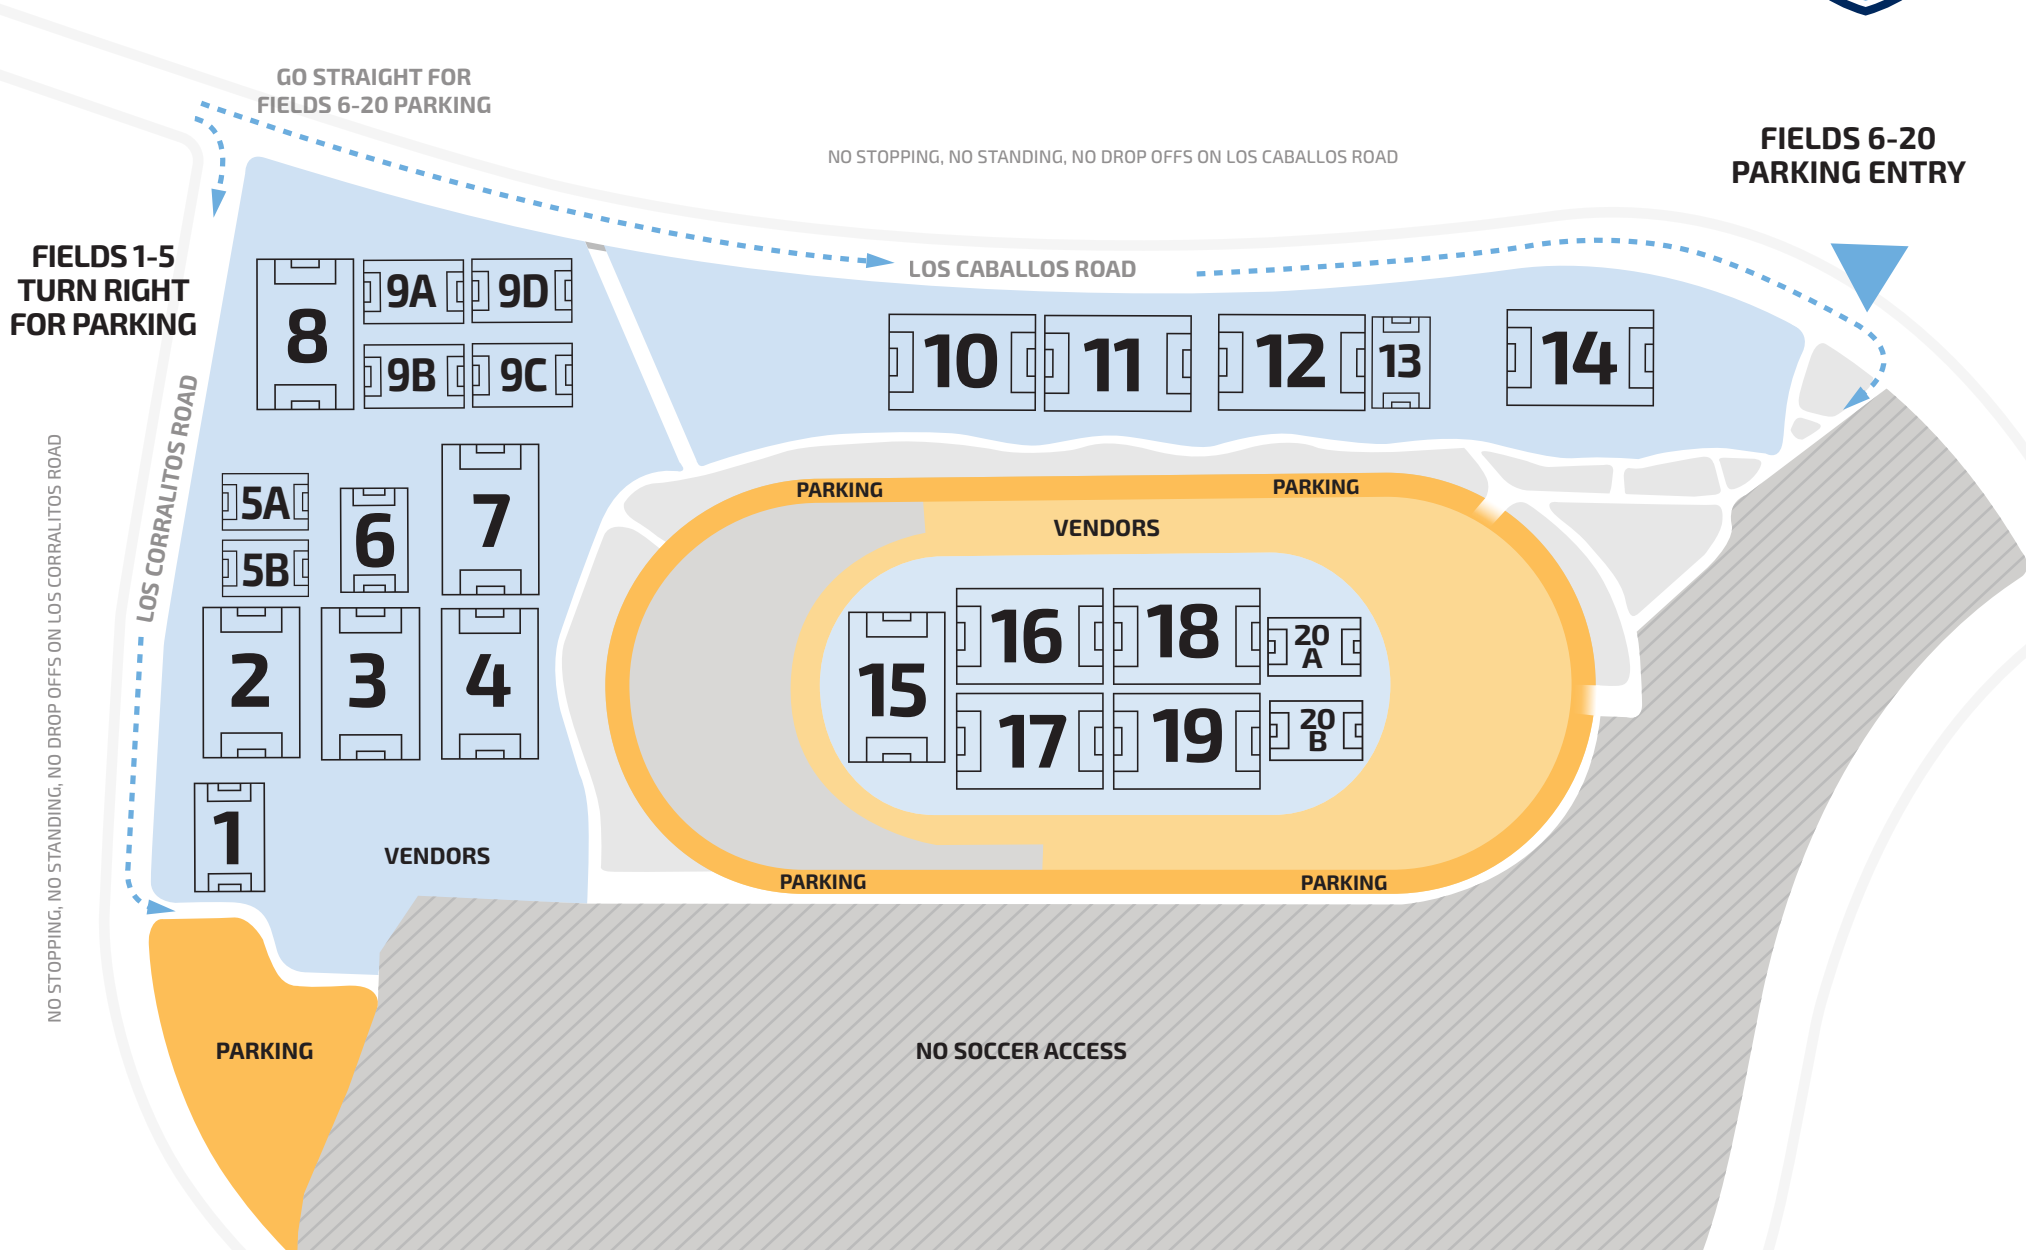 GO STRAIGHT FOR
FIELDS 6-20 PARKING
NO STOPPING, NO STANDING, NO DROP OFFS ON LOS CABALLOS ROAD
FIELDS 6-20
PARKING ENTRY
FIELDS 1-5
TURN RIGHT
FOR PARKING
LOS CABALLOS ROAD
8
9A
9D
9B
9C
10
11
12
13
14
LOS CORRALITOS ROAD
NO STOPPING, NO STANDING, NO DROP OFFS ON LOS CORRALITOS ROAD
5A
5B
6
7
2
3
4
1
VENDORS
PARKING
PARKING
VENDORS
15
16
18
20
A
17
19
20
B
PARKING
PARKING
PARKING
NO SOCCER ACCESS